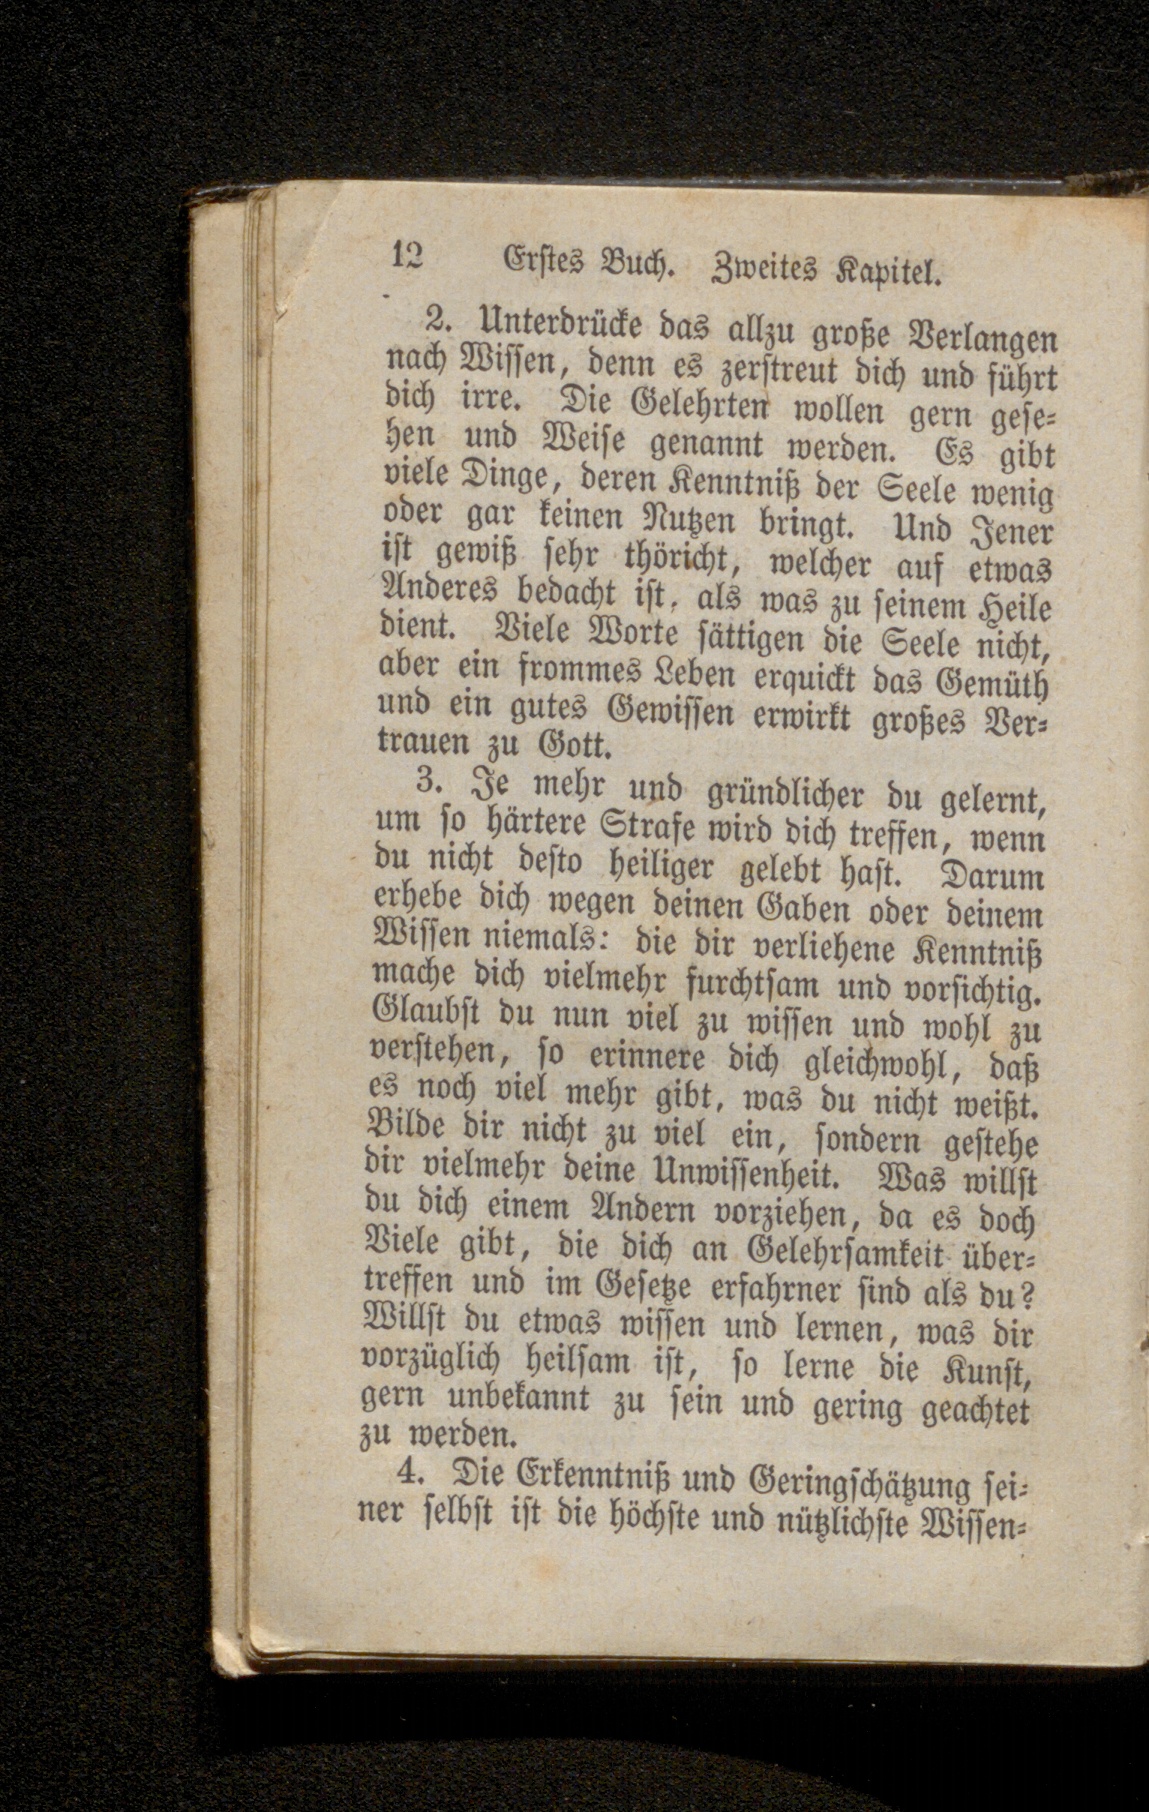 12 Erstes Buch. Zweites Kapitel.
2. Unterdrücke das allzu große Verlangen
nach Wissen, denn es zerstreut dich und führt
dich irre. Die Gelehrten wollen gern gese-
hen und Weise genannt werden. Es gibt
viele Dinge, deren Kenntniß der Seele wenig
oder gar keinen Nutzen bringt. Und Jener
ist gewiß sehr thöricht, welcher auf etwas
Anderes bedacht ist, als was zu seinem Heile
dient. Viele Worte sättigen die Seele nicht,
aber ein frommes Leben erquickt das Gemüth
und ein gutes Gewissen erwirkt großes Ver-
trauen zu Gott.
3. Je mehr und gründlicher du gelernt,
um so härtere Strafe wird dich treffen, wenn
du nicht desto heiliger gelebt hast. Darum
erhebe dich wegen deinen Gaben oder deinem
Wissen niemals: die dir verliehene Kenntniß
mache dich vielmehr furchtsam und vorsichtig.
Glaubst du nun viel zu wissen und wohl zu
verstehen, so erinnere dich gleichwohl, daß
es noch viel mehr gibt, was du nicht weißt.
Bilde dir nicht zu viel ein, sondern gestehe
dir vielmehr deine Unwissenheit. Was willst
du dich einem Andern vorziehen, da es doch
Viele gibt, die dich an Gelehrsamkeit über-
treffen und im Gesetze erfahrner sind als du?
Willst du etwas wissen und lernen, was dir
vorzüglich heilsam ist, so lerne die Kunst,
gern unbekannt zu sein und gering geachtet
zu werden.
4. Die Erkenntniß und Geringschätzung sei-
ner selbst ist die höchste und nützlichste Wissen-